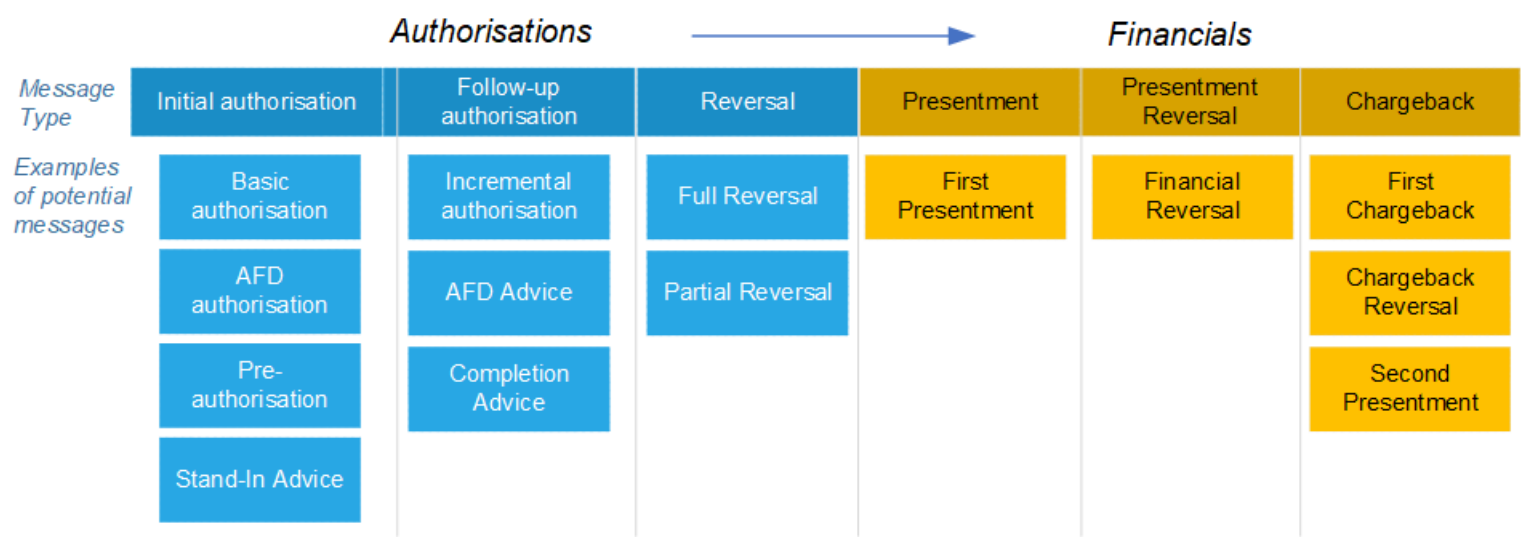 Authorisations
Financials
Message
Type
Initial authorisation
Follow-up
authorisation
Reversal
Presentment
Presentment
Reversal
Chargeback
Examples
of potential
messages
Basic
authorisation
Incremental
authorisation
Full Reversal
First
Presentment
Financial
Reversal
First
Chargeback
AFD
authorisation
AFD Advice
Partial Reversal
Chargeback
Reversal
Pre-
authorisation
Completion
Advice
Second
Presentment
Stand-In Advice